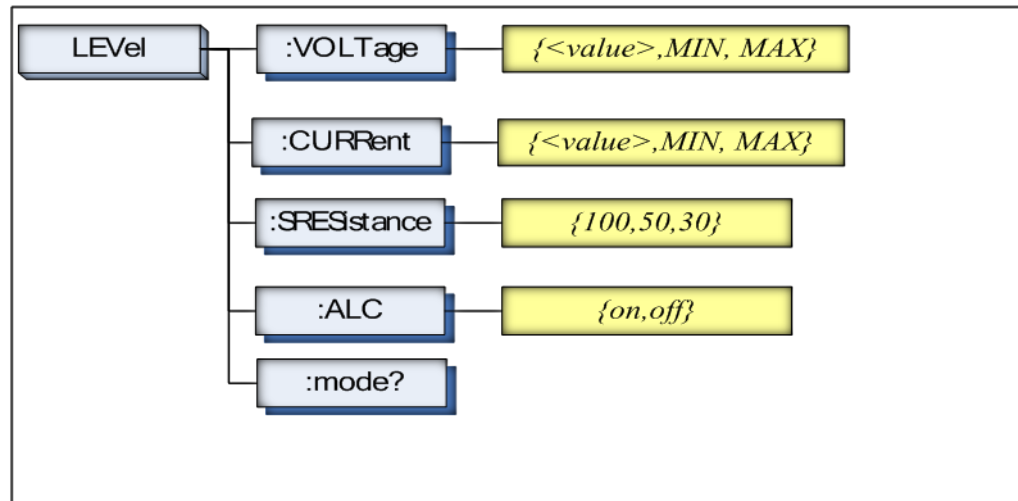 LEVel
:VOLTage
{<value>,MIN, MAX}
:CURRent
{<value>,MIN, MAX}
:SRESistance
{100,50,30}
:ALC
{on,off}
:mode?